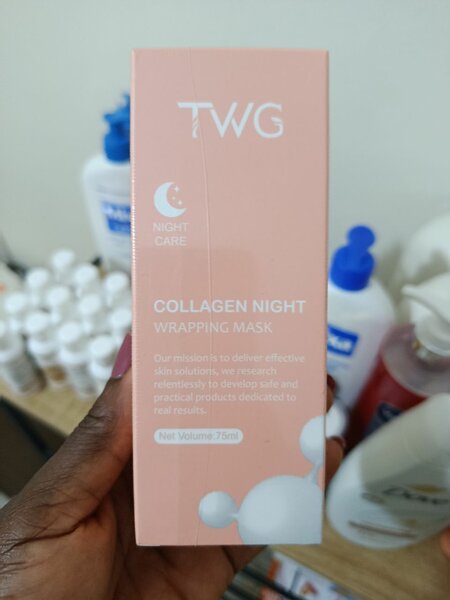 TWG
NIGHT
CARE
COLLAGEN NIGHT
WRAPPING MASK
Our mission is to deliver effective
skin solutions, we research
relentlessly to develop safe and
practical products dedicated to
real results.
Net Volume:75ml
Dove